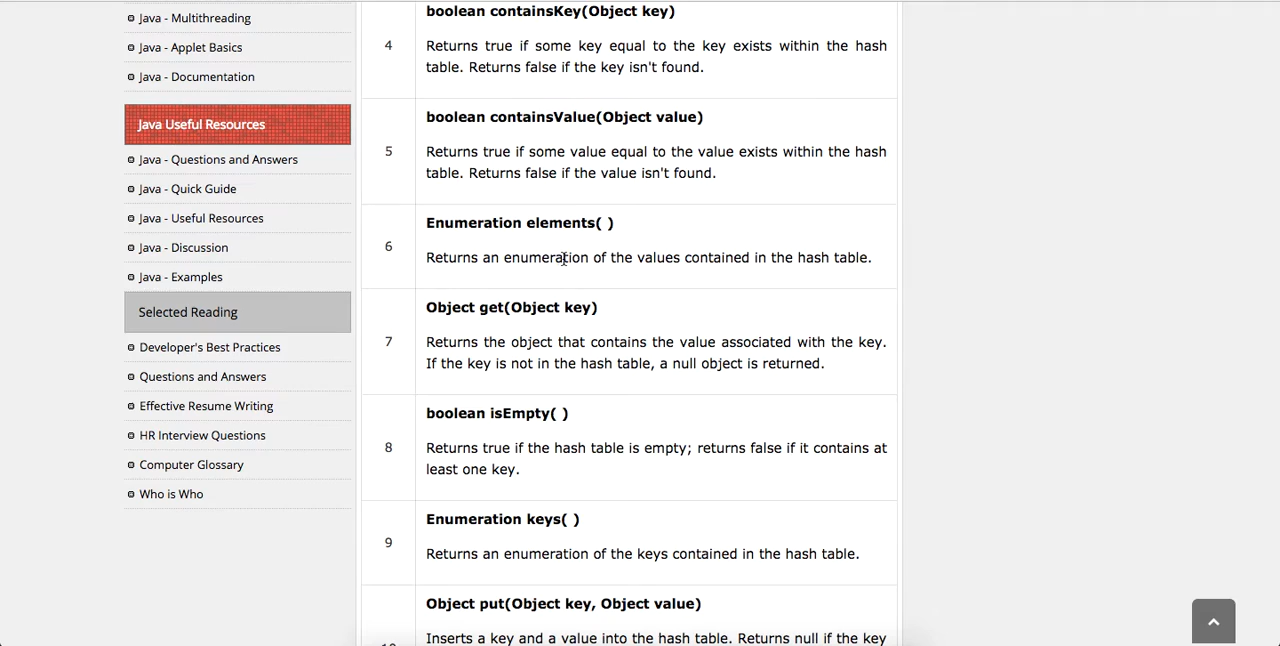 Java - Multithreading
Java - Applet Basics
Java - Documentation
Java Useful Resources
Java - Questions and Answers
Java - Quick Guide
Java - Useful Resources
Java - Discussion
Java - Examples
Selected Reading
Developer's Best Practices
Questions and Answers
Effective Resume Writing
HR Interview Questions
Computer Glossary
Who is Who
boolean containsKey(Object key)
4
Returns true if some key equal to the key exists within the hash
table. Returns false if the key isn't found.
boolean containsValue(Object value)
5
Returns true if some value equal to the value exists within the hash
table. Returns false if the value isn't found.
Enumeration elements( )
6
Returns an enumeration of the values contained in the hash table.
Object get(Object key)
7
Returns the object that contains the value associated with the key.
If the key is not in the hash table, a null object is returned.
boolean isEmpty( )
8
Returns true if the hash table is empty; returns false if it contains at
least one key.
Enumeration keys( )
9
Returns an enumeration of the keys contained in the hash table.
Object put(Object key, Object value)
Inserts a key and a value into the hash table. Returns null if the key